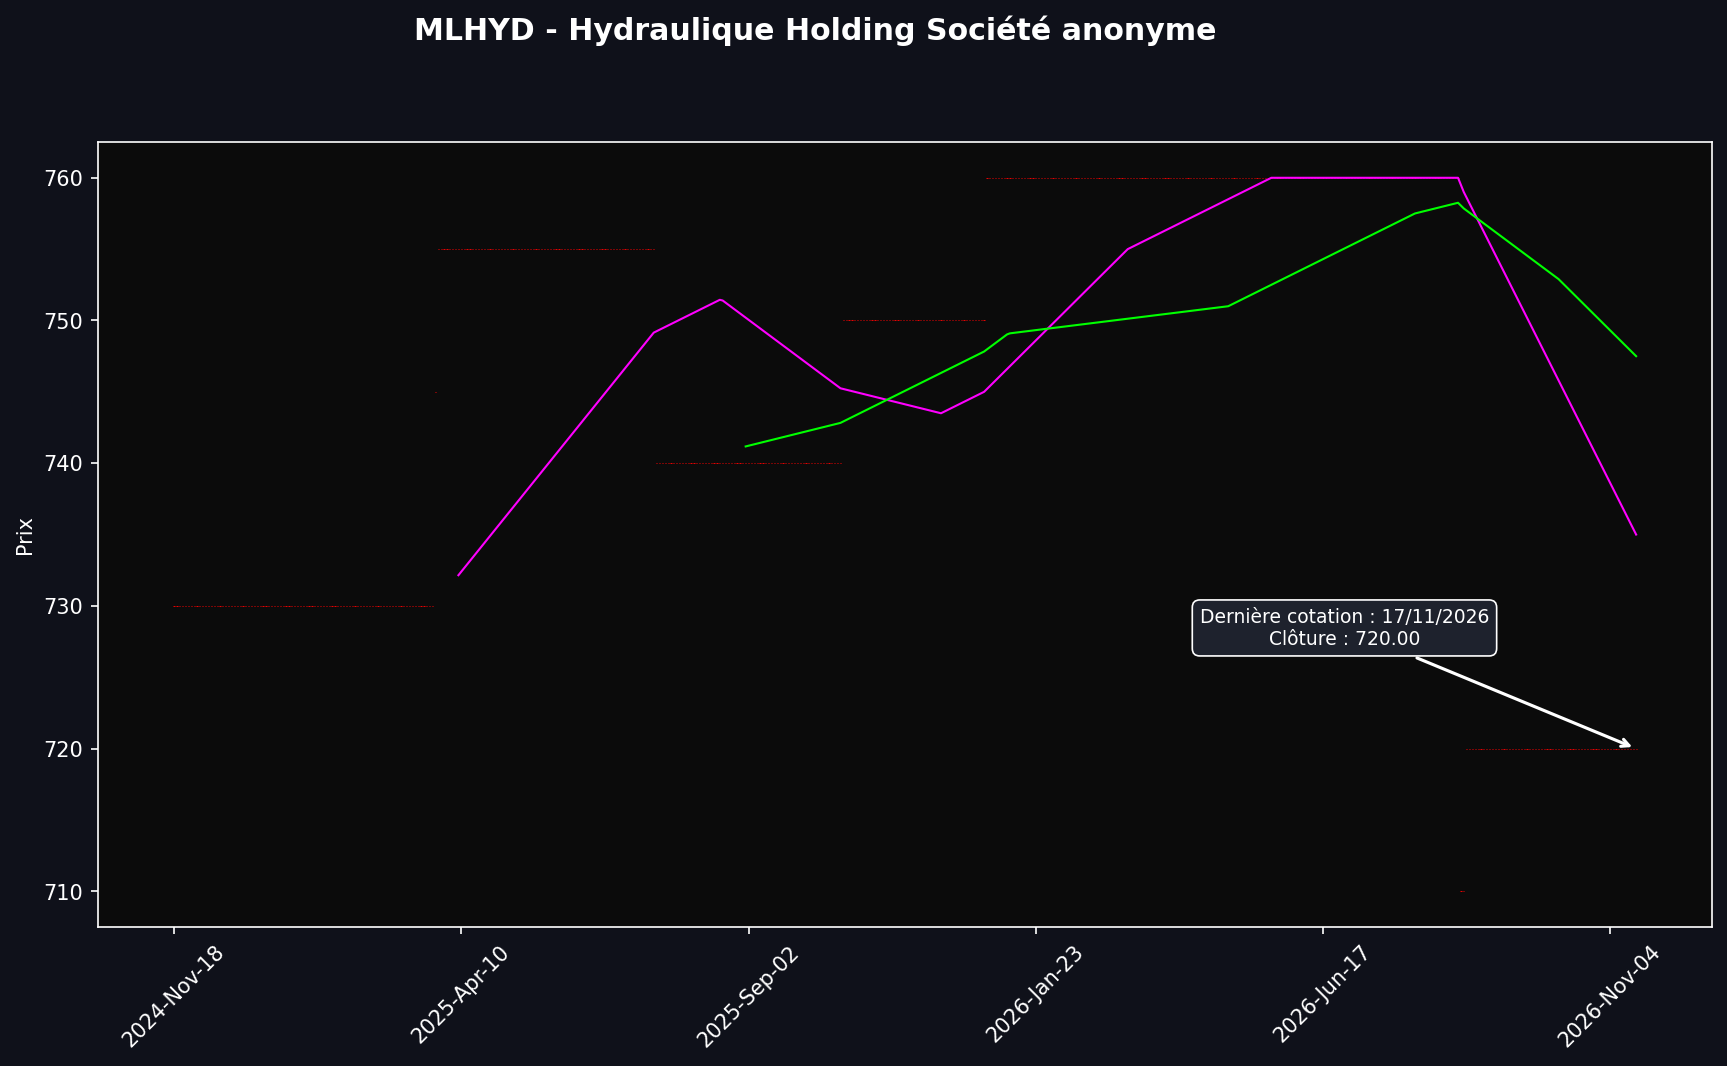 MLHYD - Hydraulique Holding Société anonyme
760
750
740
730
720
710
Prix
Dernière cotation : 17/11/2026
Clôture : 720.00
2024-Nov-18
2025-Apr-10
2025-Sep-02
2026-Jan-23
2026-Jun-17
2026-Nov-04